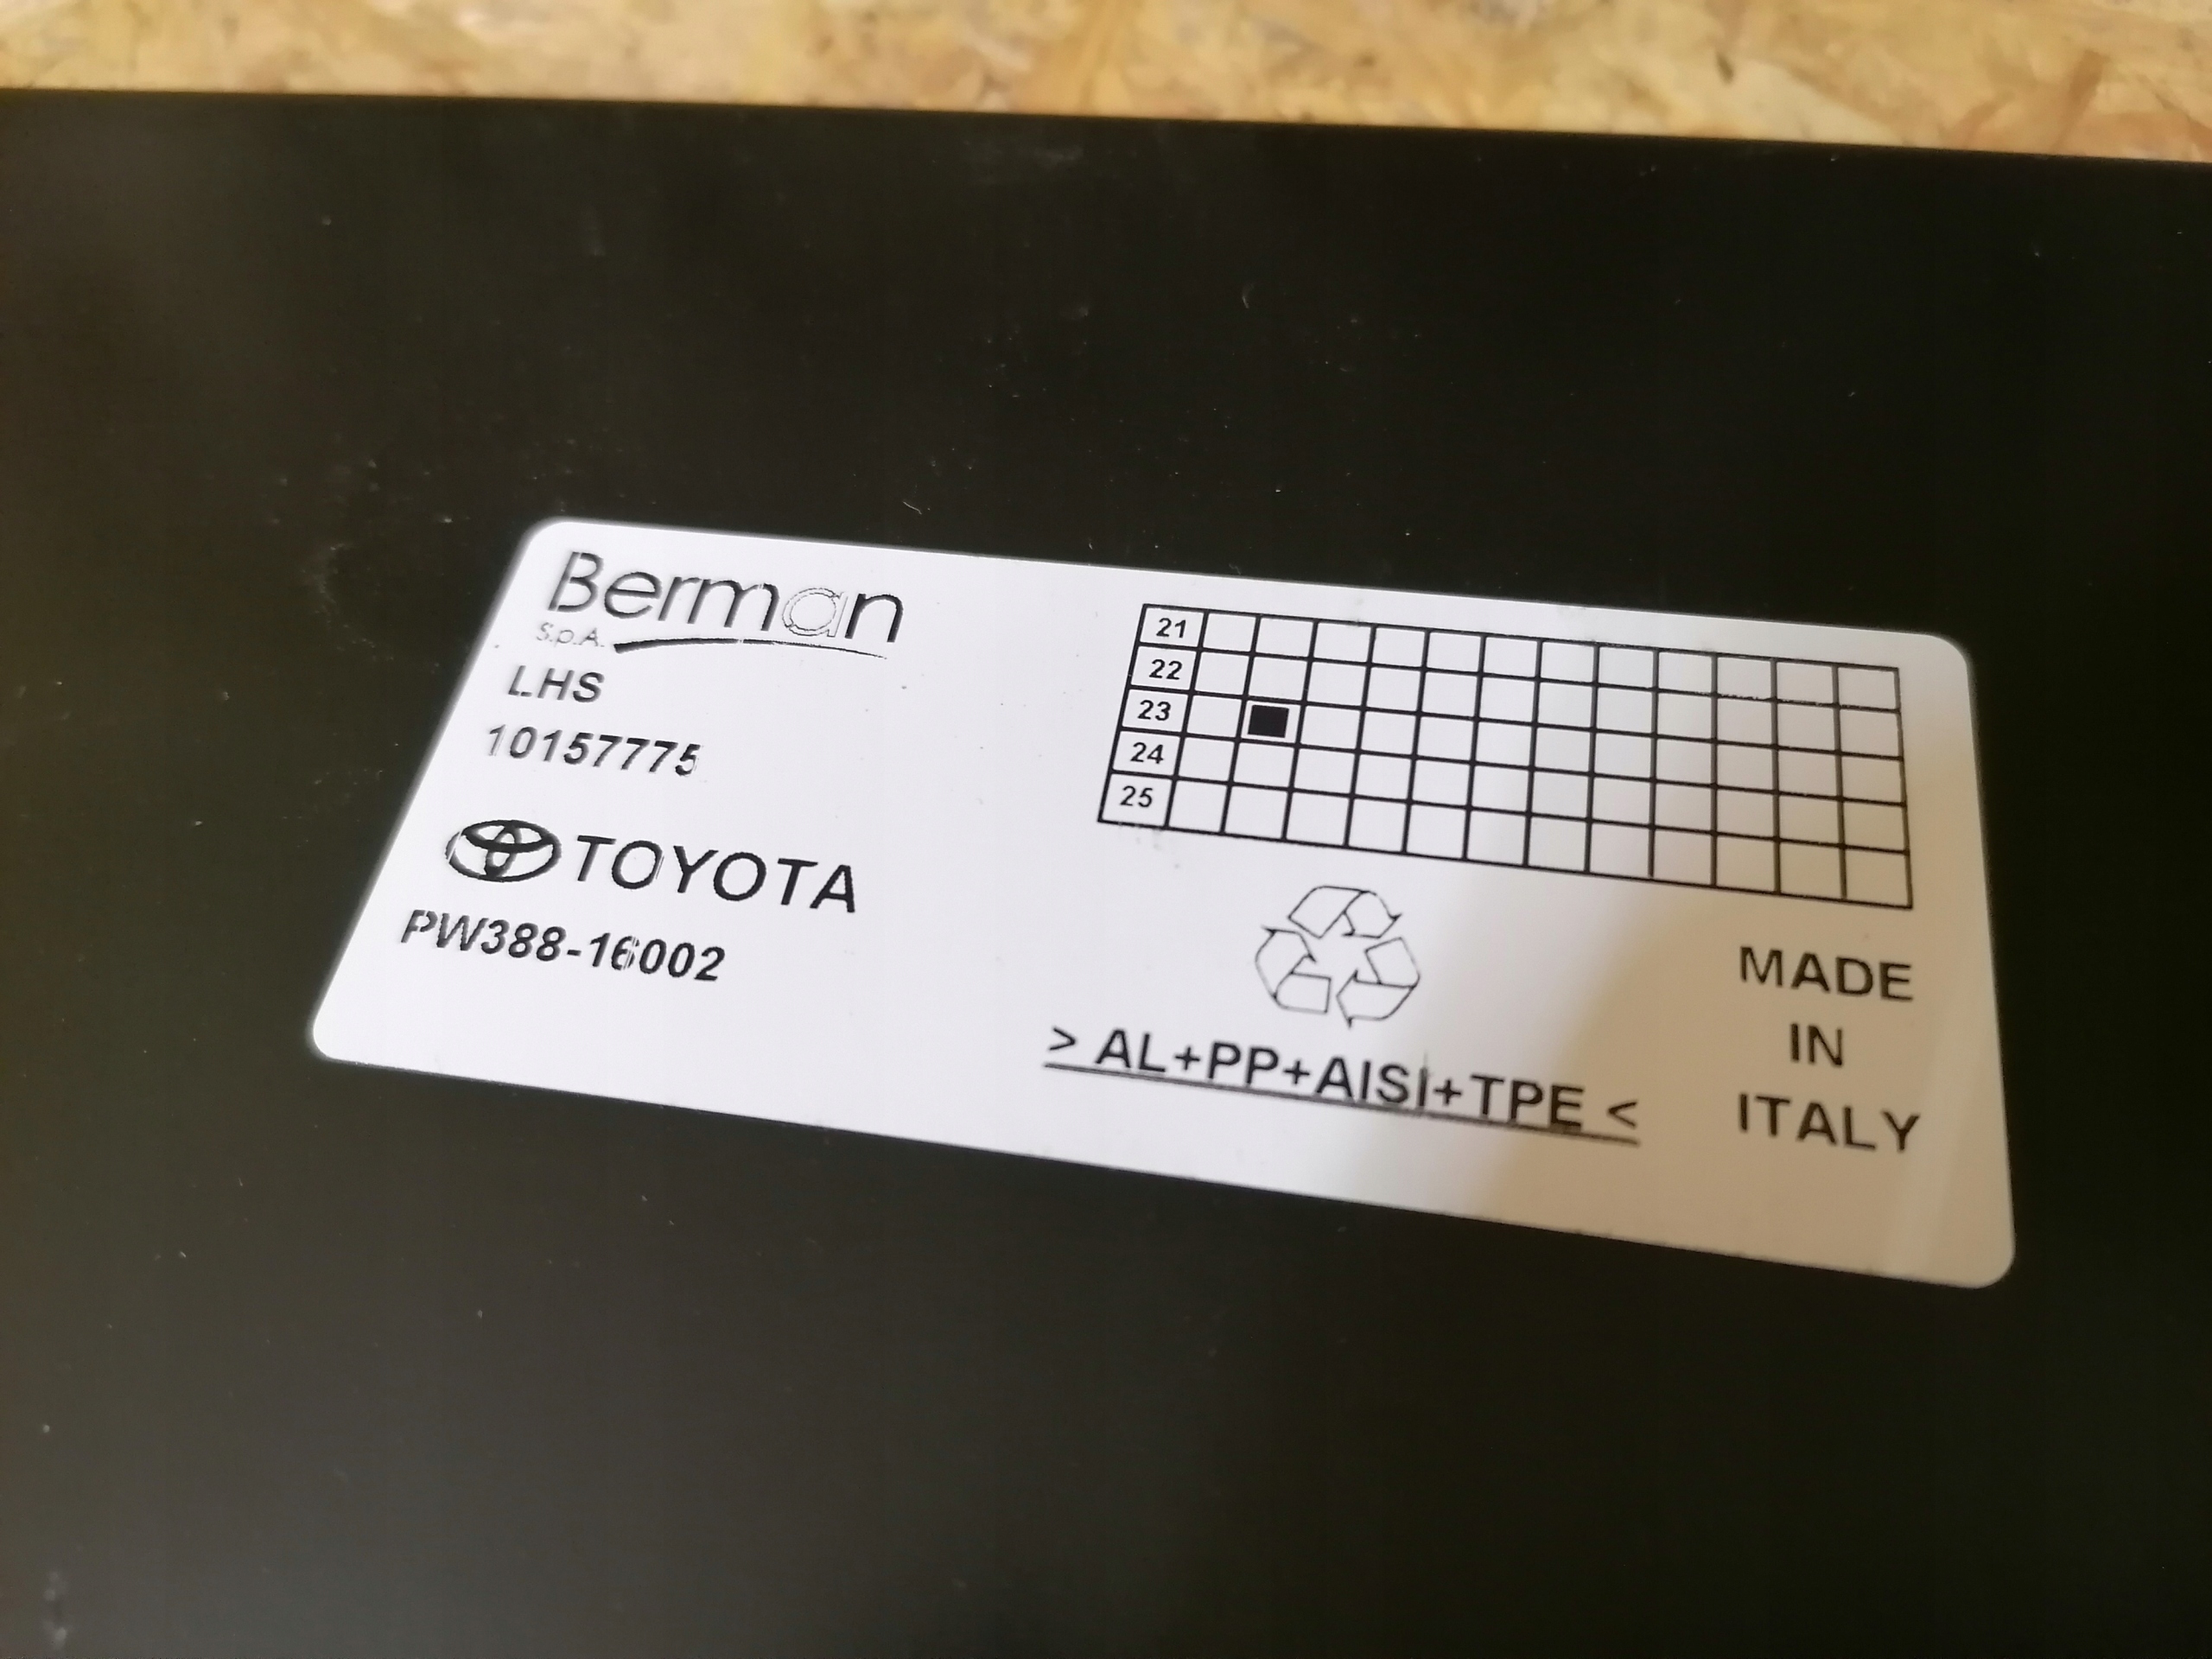 Berman
S.p.A.
LHS
10157775
TOYOTA
PW388-16002
21
22
23
24
25
> AL+PP+AISI+TPE <
MADE
IN
ITALY